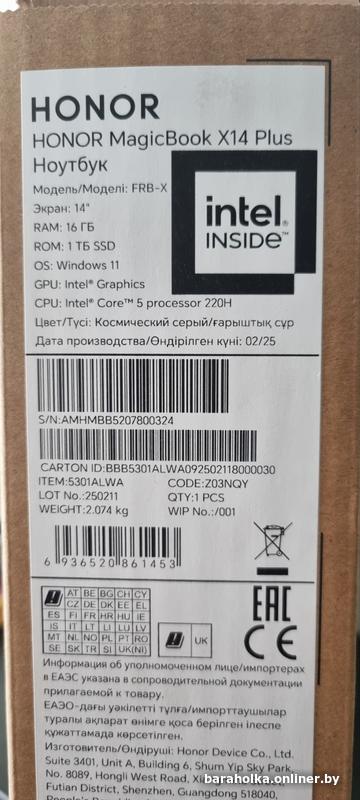 HONOR
HONOR MagicBook X14 Plus
Ноутбук
Модель/Моделі: FRB-X
Экран: 14"
RAM: 16 ГБ
ROM: 1 ТБ SSD
OS: Windows 11
GPU: Intel® Graphics
CPU: Intel® Core™ 5 processor 220H
Цвет/Түсі: Космический серый/ғарыштық сұр
Дата производства/Өндірілген күні: 02/25
intel®
INSIDE™
S/N:AMHMBB5207800324
CARTON ID:BBB5301ALWA092502118000030
ITEM:5301ALWA CODE:Z03NQY
LOT No.:250211 QTY:1 PCS
WEIGHT:2.074 kg WIP No.:/001
6 936520 861453
AT BE BG CH CY
CZ DE DK EE EL
ES FI FR HR HU IE
IS IT LT LI LU LV
MT NL NO PL PT RO
SE SK TR SI UK(NI)
UK
EAC
CE
Информация об уполномоченном лице/импортерах
в ЕАЭС указана в сопроводительной документации
прилагаемой к товару.
ЕАЭО-дағы уәкілетті тұлға/импорттаушылар
туралы ақпарат өнімге қоса берілген ілеспе
құжаттамада көрсетілген.
Изготовитель/Өндіруші: Honor Device Co., Ltd.
Suite 3401, Unit A, Building 6, Shum Yip Sky Park,
No. 8089, Hongli West Road,
Futian District, Shenzhen, Guangdong 518040,
baraholka.onliner.by